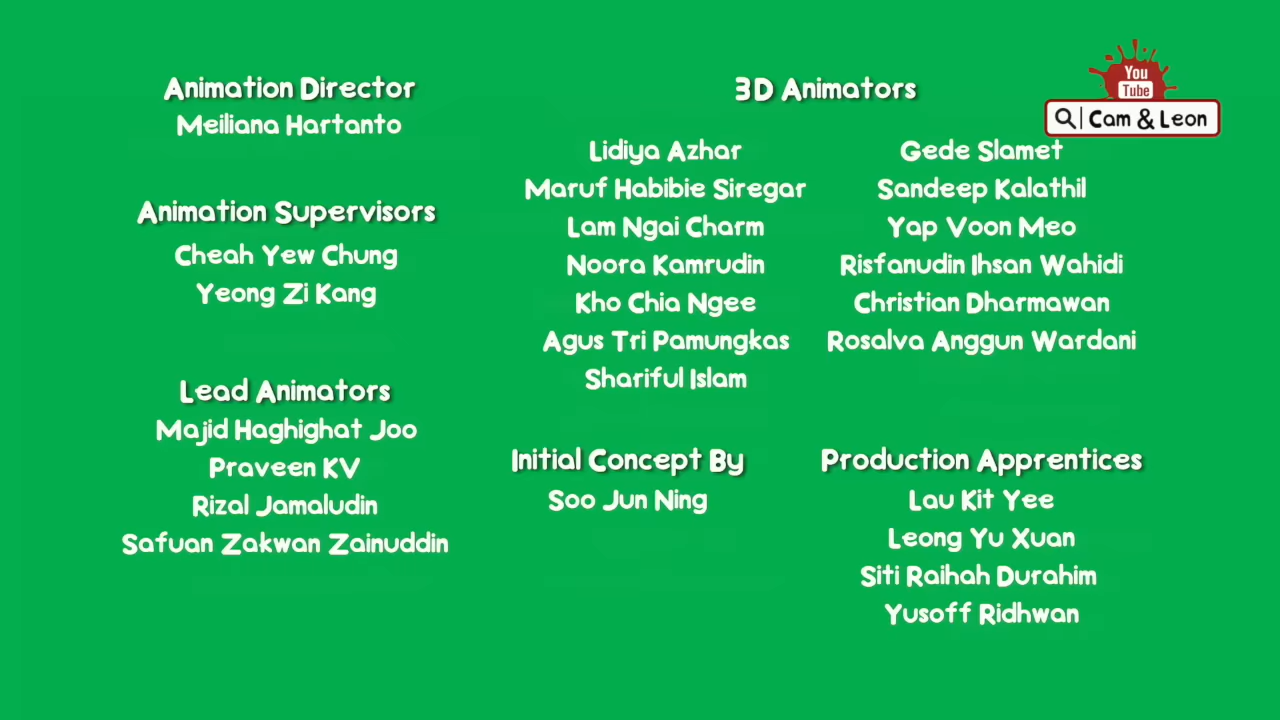 Animation Director
Meiliana Hartanto
Animation Supervisors
Cheah Yew Chung
Yeong Zi Kang
Lead Animators
Majid Haghighat Joo
Praveen KV
Rizal Jamaludin
Safuan Zakwan Zainuddin
3D Animators
Lidiya Azhar
Maruf Habibie Siregar
Lam Ngai Charm
Noora Kamrudin
Kho Chia Ngee
Agus Tri Pamungkas
Shariful Islam
Gede Slamet
Sandeep Kalathil
Yap Voon Meo
Risfanudin Ihsan Wahidi
Christian Dharmawan
Rosalva Anggun Wardani
Initial Concept By
Soo Jun Ning
Production Apprentices
Lau Kit Yee
Leong Yu Xuan
Siti Raihah Durahim
Yusoff Ridhwan
You
Tube
Cam & Leon